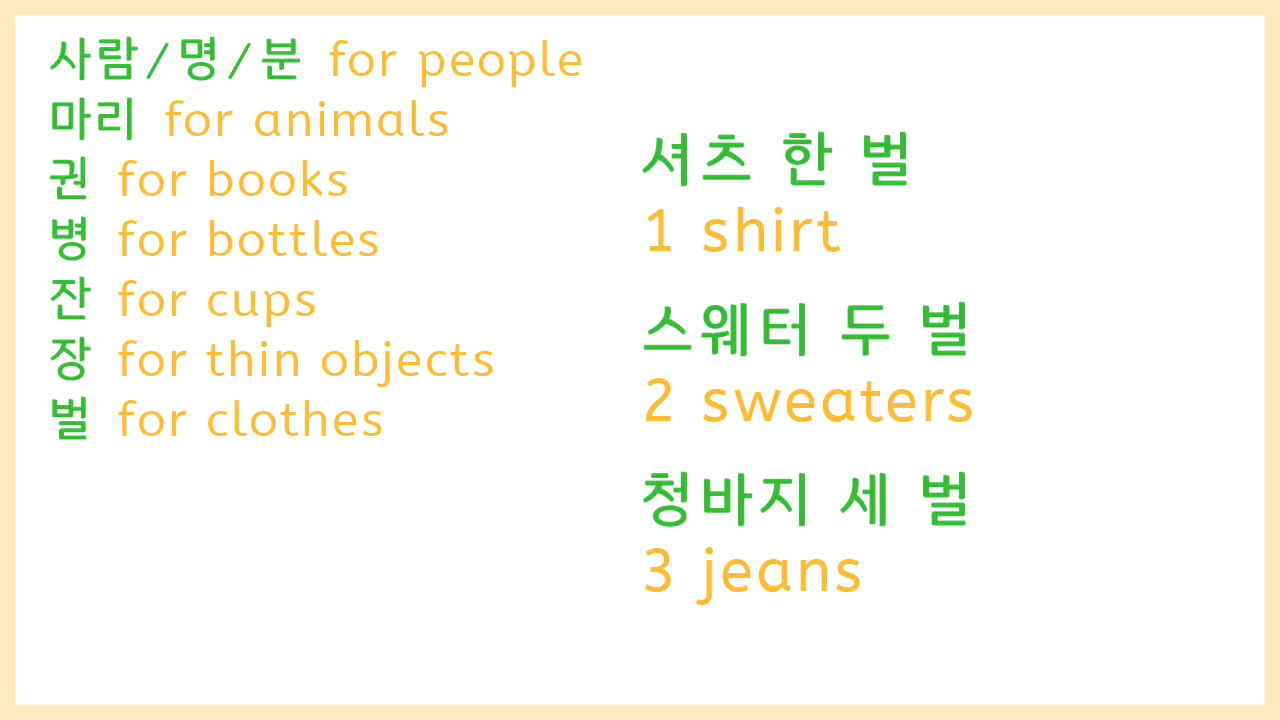 사람/명/분 for people
마리 for animals
권 for books
병 for bottles
잔 for cups
장 for thin objects
벌 for clothes
셔츠 한 벌
1 shirt
스웨터 두 벌
2 sweaters
청바지 세 벌
3 jeans